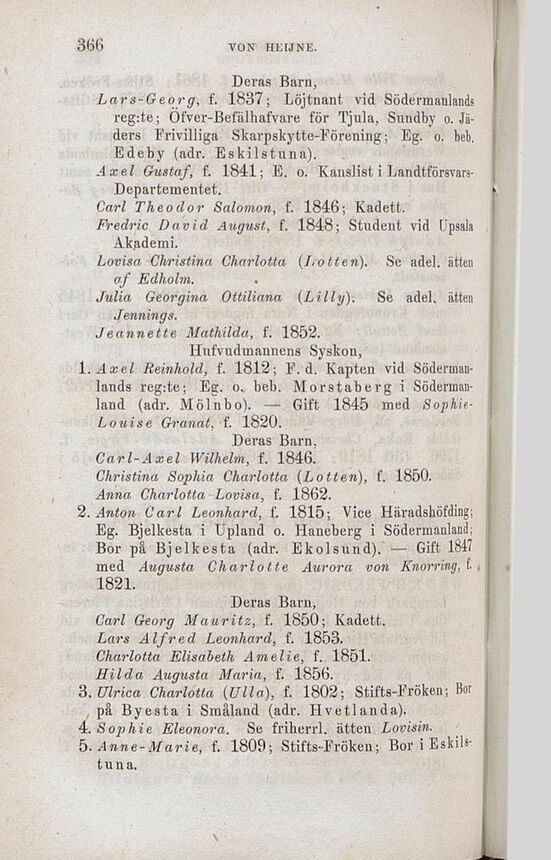 366
VON HEIJNE.
Deras Barn,
Lars-Georg, f. 1837; Löjtnant vid Södermanlands
reg:te; Öfver-Befälhafvare för Tjula, Sundby o. Jä-
ders Frivilliga Skarpskytte-Förening; Eg. o. beb.
Edeby (adr. Eskilstuna).
Axel Gustaf, f. 1841; E. o. Kanslist i Landtförsvars-
Departementet.
Carl Theodor Salomon, f. 1846; Kadett.
Fredric David August, f. 1848; Student vid Upsala
Akademi.
Lovisa Christina Charlotta (Lotten). Se adel. ätten
af Edholm.
Julia Georgina Ottiliana (Lilly). Se adel. ätten
Jennings.
Jeannette Mathilda, f. 1852.
Hufvudmannens Syskon,
1. Axel Reinhold, f. 1812; F. d. Kapten vid Söderman-
lands reg:te; Eg. o. beb. Morstaberg i Söderman-
land (adr. Mölnbo). — Gift 1845 med Sophie-
Louise Granat, f. 1820.
Deras Barn,
Carl-Axel Wilhelm, f. 1846.
Christina Sophia Charlotta (Lotten), f. 1850.
Anna Charlotta Lovisa, f. 1862.
2. Anton Carl Leonhard, f. 1815; Vice Häradshöfding;
Eg. Bjelkesta i Upland o. Haneberg i Södermanland;
Bor på Bjelkesta (adr. Ekolsund). — Gift 1847
med Augusta Charlotte Aurora von Knorring, f.
1821.
Deras Barn,
Carl Georg Mauritz, f. 1850; Kadett.
Lars Alfred Leonhard, f. 1853.
Charlotta Elisabeth Amelie, f. 1851.
Hilda Augusta Maria, f. 1856.
3. Ulrica Charlotta (Ulla), f. 1802; Stifts-Fröken; Bor
på Byesta i Småland (adr. Hvetlanda).
4. Sophie Eleonora. Se friherrl. ätten Lovisin.
5. Anne-Marie, f. 1809; Stifts-Fröken; Bor i Eskils-
tuna.